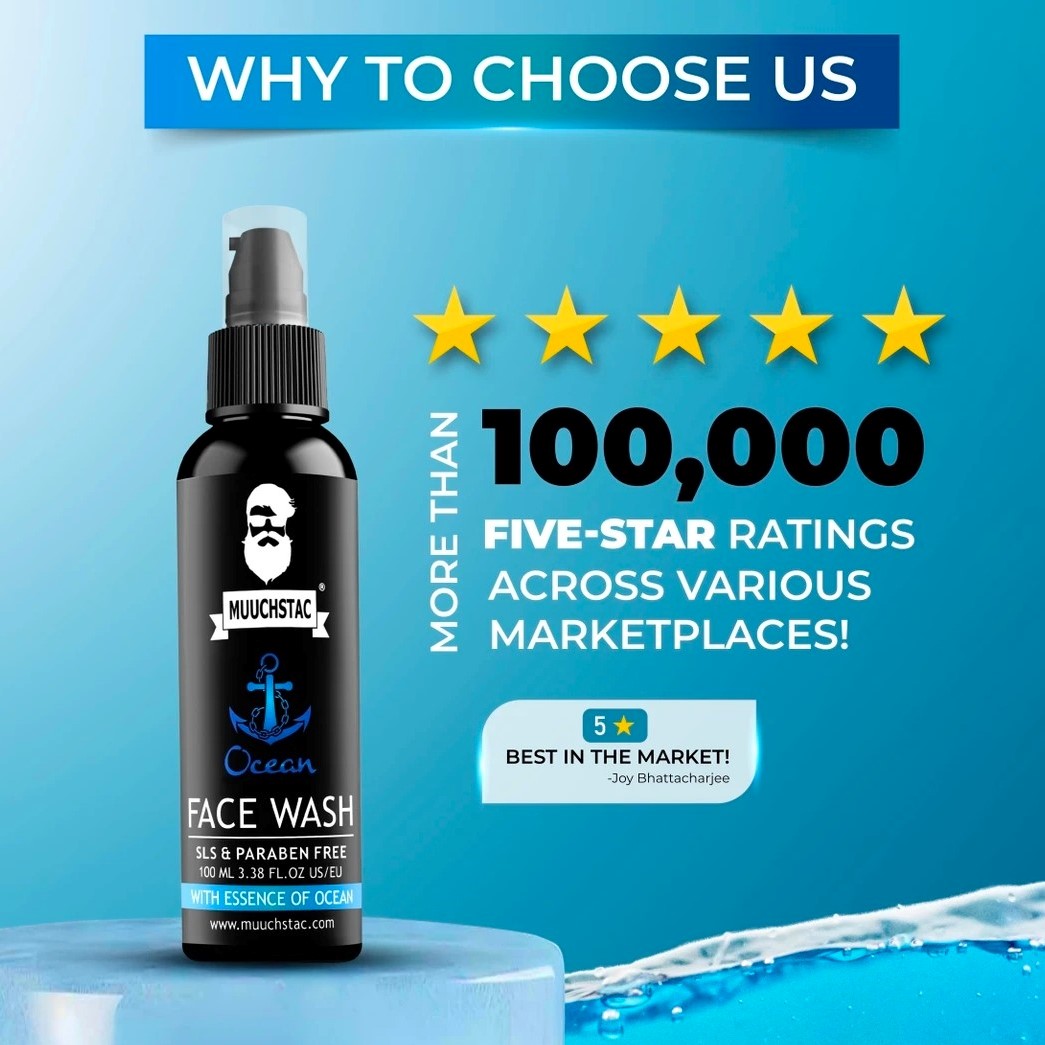 WHY TO CHOOSE US
MORE THAN
100,000
FIVE-STAR RATINGS
ACROSS VARIOUS
MARKETPLACES!
5
BEST IN THE MARKET!
-Joy Bhattacharjee
MUUCHSTAC®
Ocean
FACE WASH
SLS & PARABEN FREE
100 ML 3.38 FL.OZ US/EU
WITH ESSENCE OF OCEAN
www.muuchstac.com